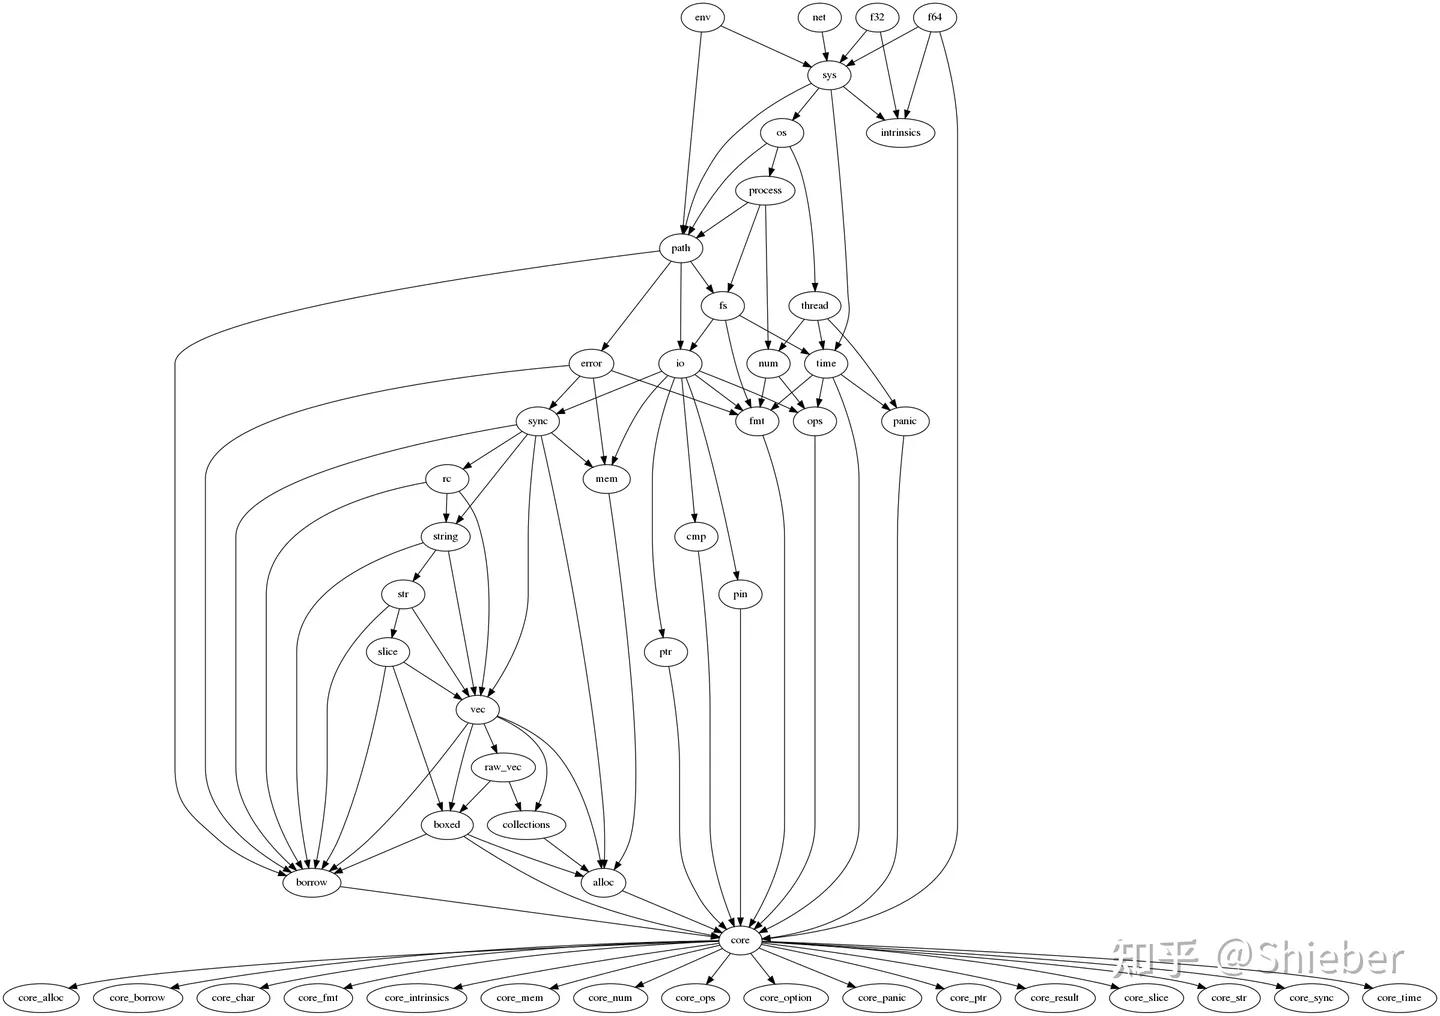 env
net
f32
f64
sys
os
intrinsics
process
path
fs
thread
error
io
num
time
sync
fmt
ops
panic
rc
mem
string
cmp
str
pin
slice
ptr
vec
raw_vec
boxed
collections
borrow
alloc
core
知乎 @Shieber
core_alloc
core_borrow
core_char
core_fmt
core_intrinsics
core_mem
core_num
core_ops
core_option
core_panic
core_ptr
core_result
core_slice
core_str
core_sync
core_time